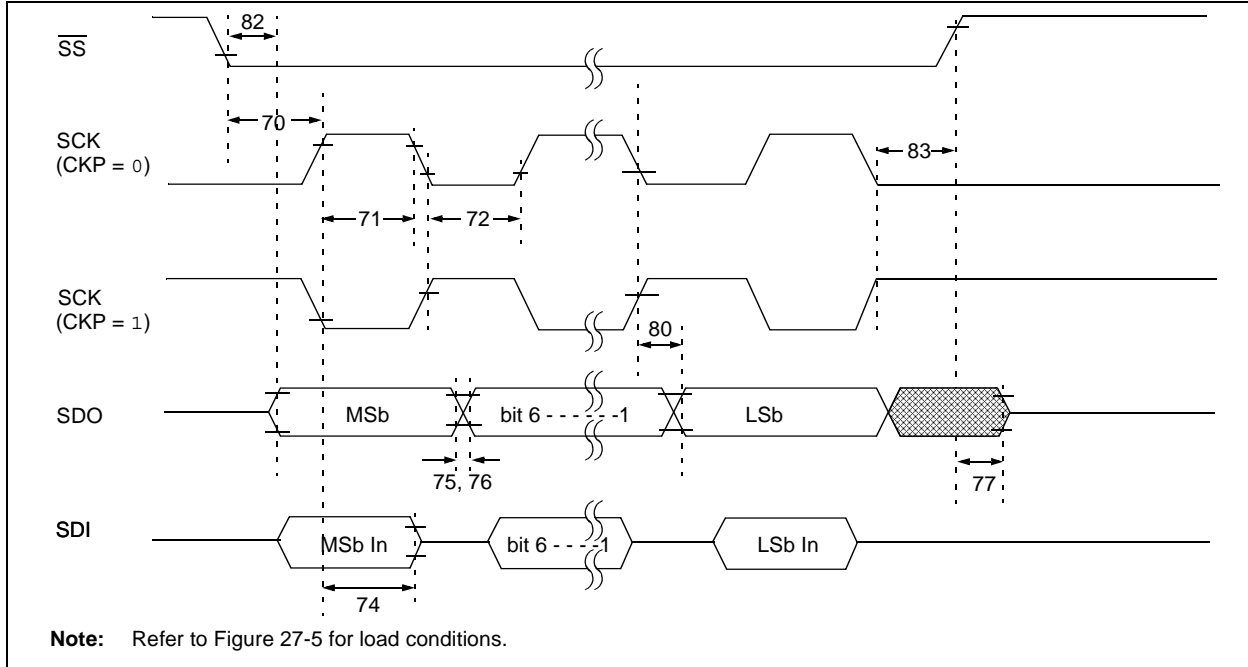 82
SS
70
SCK
(CKP = 0)
83
71
72
SCK
(CKP = 1)
80
SDO
MSb
bit 6 - - - - - -1
LSb
75, 76
77
SDI
MSb In
bit 6 - - - -1
LSb In
74
Note: Refer to Figure 27-5 for load conditions.